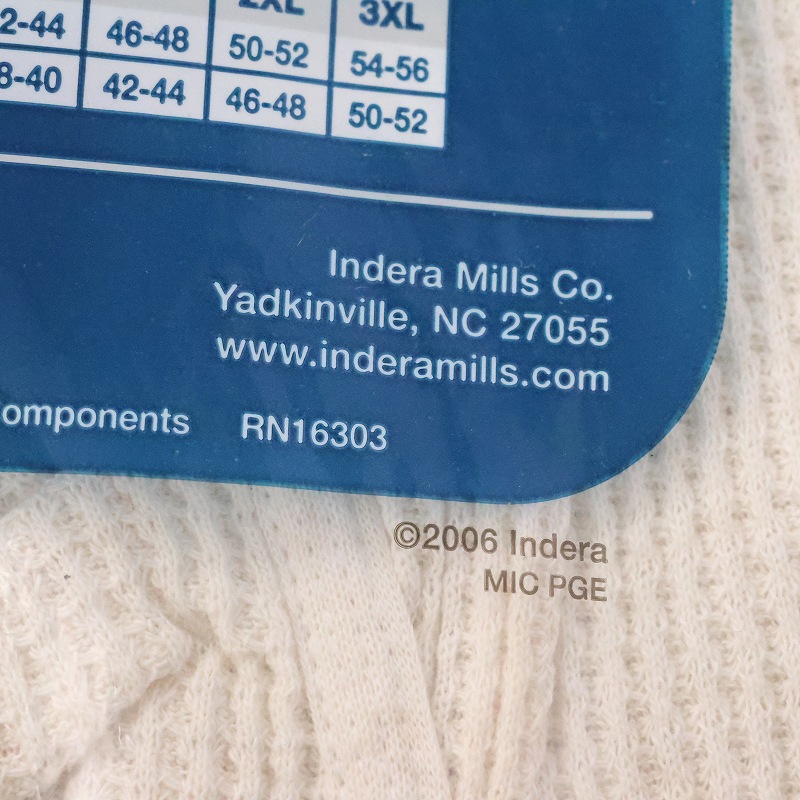 2XL 3XL
2-44 46-48 50-52 54-56
8-40 42-44 46-48 50-52
Indera Mills Co.
Yadkinville, NC 27055
www.inderamills.com
omponents RN16303
©2006 Indera
MIC PGE